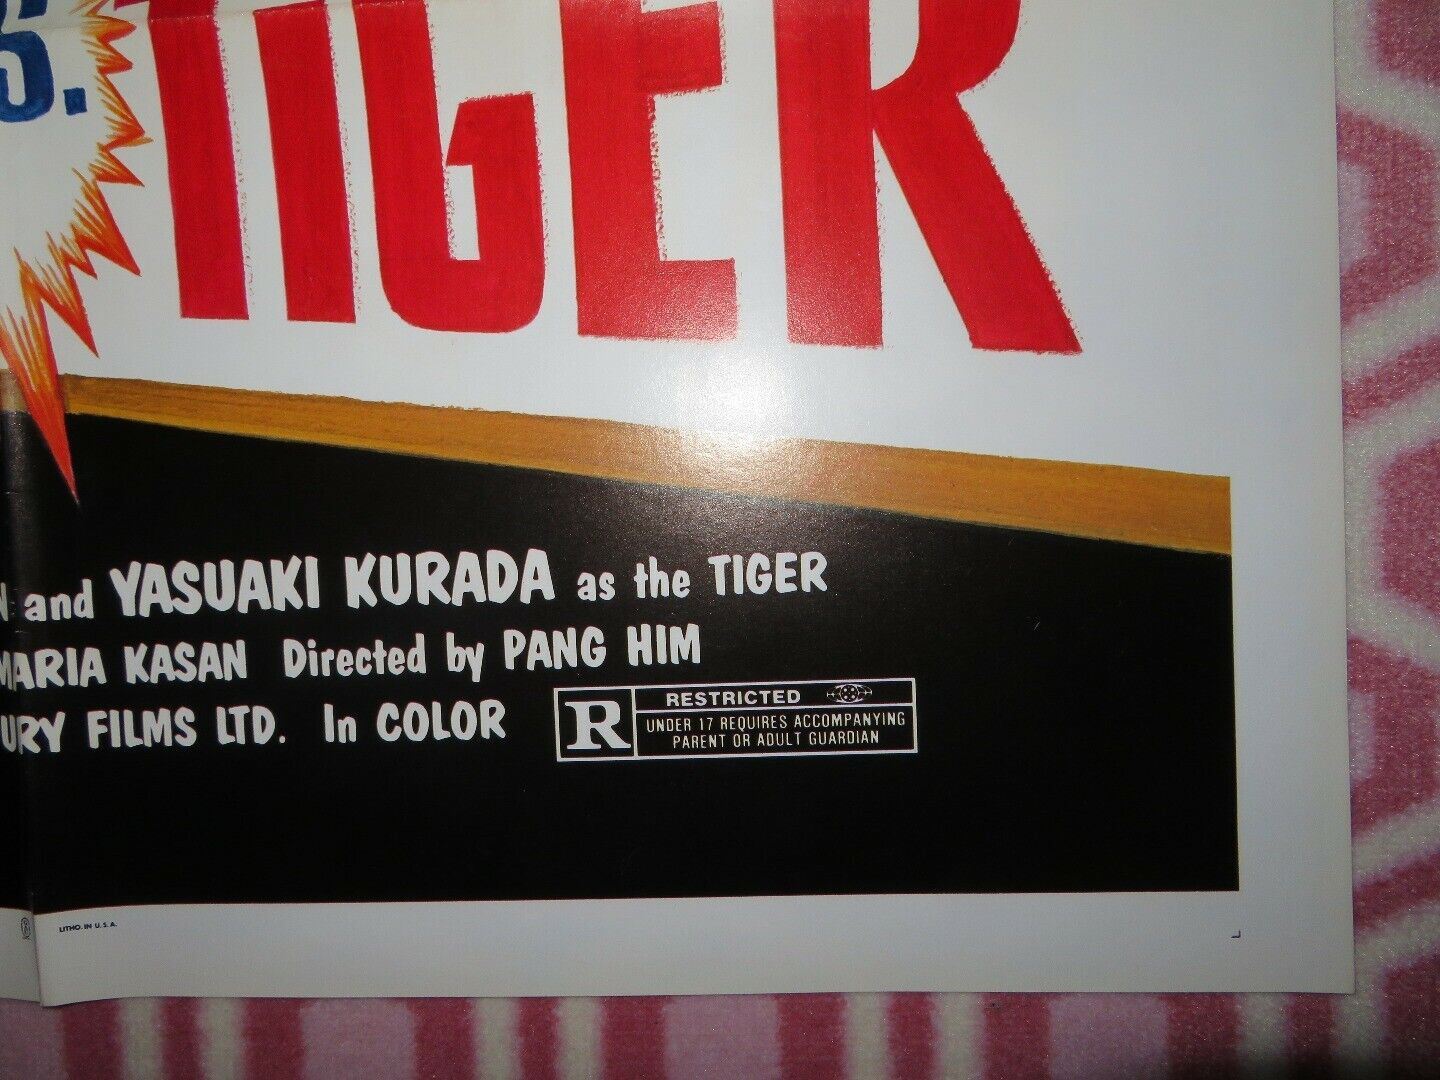 S. TIGER
and YASUAKI KURADA as the TIGER
MARIA KASAN Directed by PANG HIM
URY FILMS LTD. In COLOR
R RESTRICTED
UNDER 17 REQUIRES ACCOMPANYING
PARENT OR ADULT GUARDIAN
LITHO. IN U.S.A.